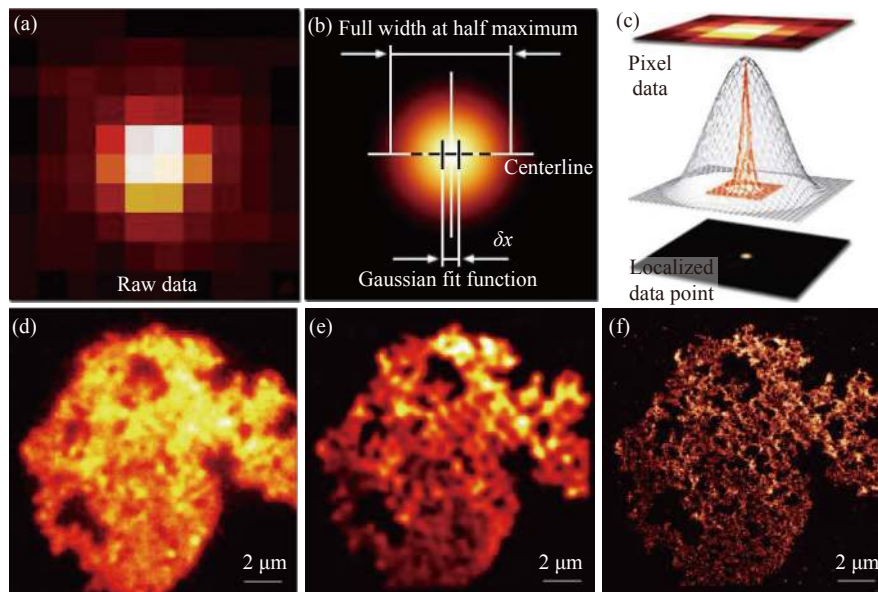 (a)
Raw data
(b)
Full width at half maximum
Centerline
δx
Gaussian fit function
(c)
Pixel
data
Localized
data point
(d)
2 μm
(e)
2 μm
(f)
2 μm